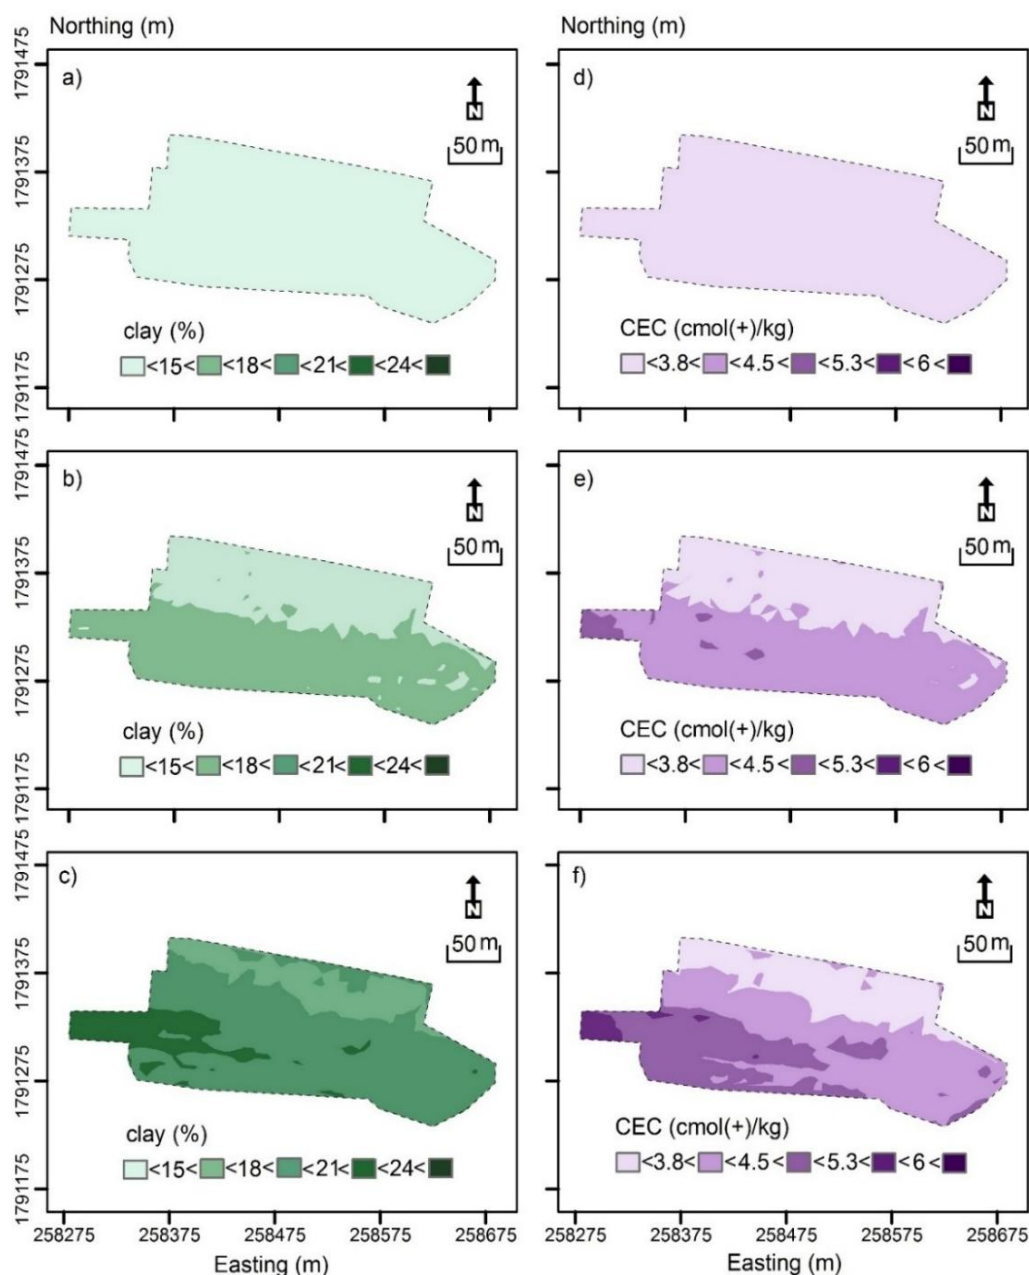 Northing (m)
Northing (m)
1791475
1791375
1791275
1791175
a)
N
50 m
clay (%)
<15< <18< <21< <24<
d)
N
50 m
CEC (cmol(+)/kg)
<3.8< <4.5< <5.3< <6<
1791475
1791375
1791275
1791175
b)
N
50 m
clay (%)
<15< <18< <21< <24<
e)
N
50 m
CEC (cmol(+)/kg)
<3.8< <4.5< <5.3< <6<
1791475
1791375
1791275
1791175
c)
N
50 m
clay (%)
<15< <18< <21< <24<
f)
N
50 m
CEC (cmol(+)/kg)
<3.8< <4.5< <5.3< <6<
258275 258375 258475 258575 258675
Easting (m)
258275 258375 258475 258575 258675
Easting (m)